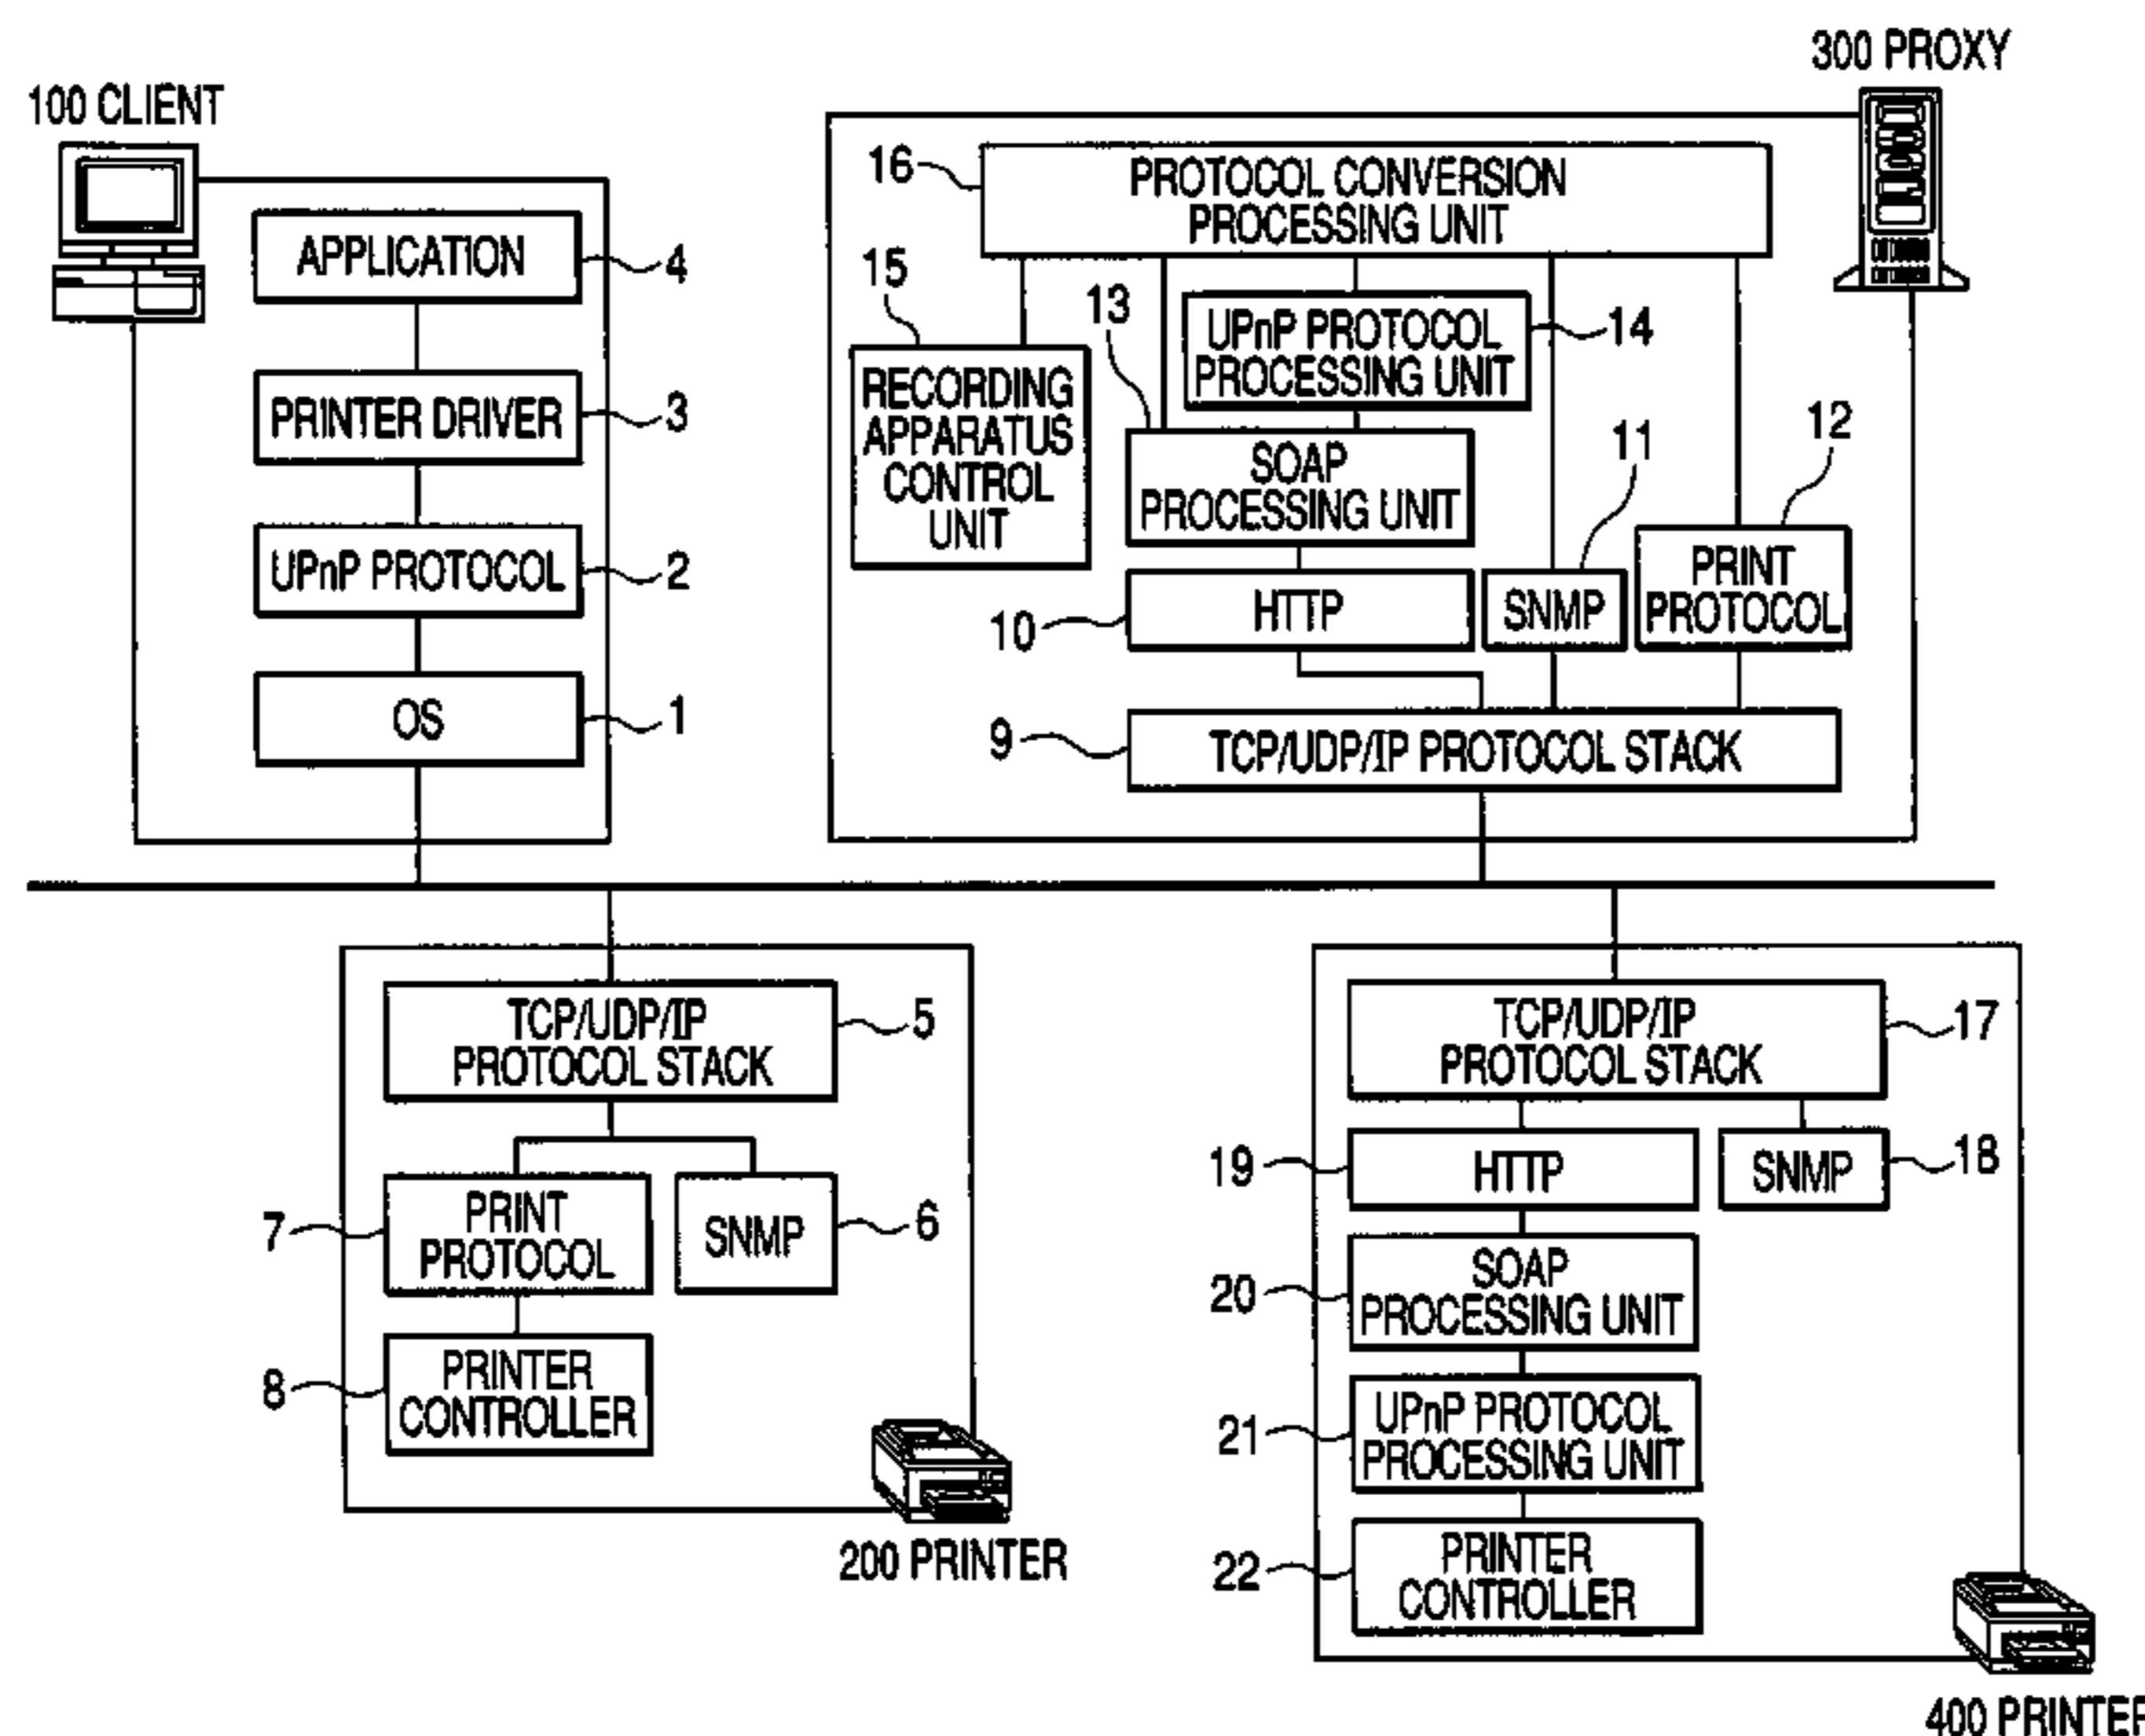 100 CLIENT
APPLICATION
4
PRINTER DRIVER
3
UPnP PROTOCOL
2
OS
1
300 PROXY
16
PROTOCOL CONVERSION
PROCESSING UNIT
15
RECORDING
APPARATUS
CONTROL
UNIT
13
UPnP PROTOCOL
PROCESSING UNIT
14
SOAP
PROCESSING UNIT
11
12
10
HTTP
SNMP
PRINT
PROTOCOL
9
TCP/UDP/IP PROTOCOL STACK
TCP/UDP/IP
PROTOCOL STACK
5
7
PRINT
PROTOCOL
SNMP
6
8
PRINTER
CONTROLLER
200 PRINTER
TCP/UDP/IP
PROTOCOL STACK
17
19
HTTP
SNMP
18
20
SOAP
PROCESSING UNIT
21
UPnP PROTOCOL
PROCESSING UNIT
22
PRINTER
CONTROLLER
400 PRINTER